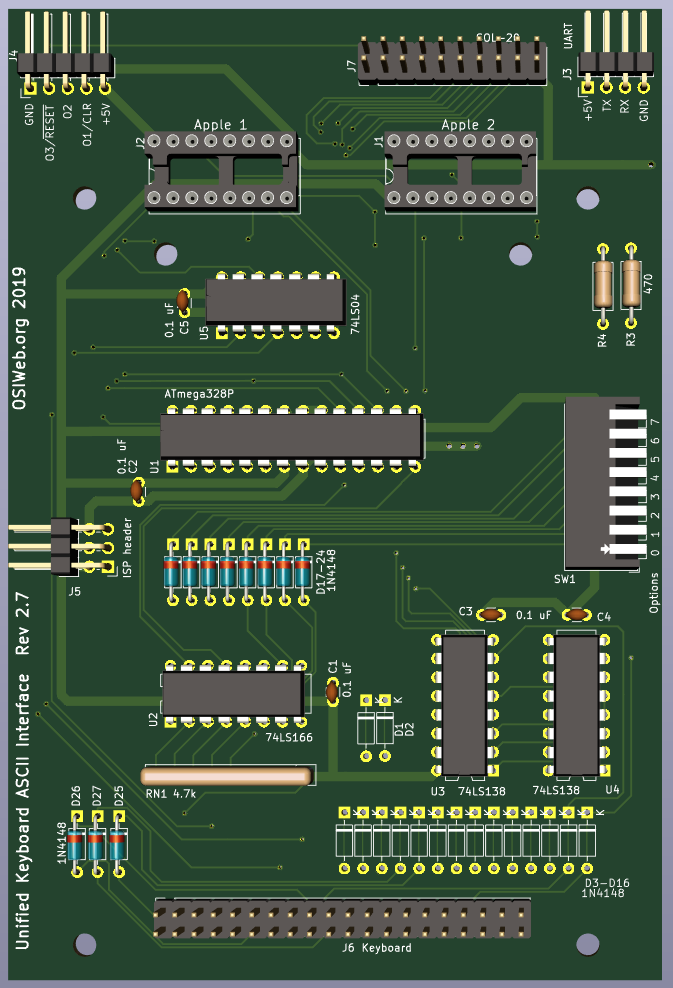 J4
GND
O3/RESET
O2
O1/CLR
+5V
J7
SOL-20
UART
J3
+5V
TX
RX
GND
J2
Apple 1
J1
Apple 2
OSIWeb.org 2019
0.1 uF
C5
U5
74LS04
R4
R3
470
ATmega328P
0.1 uF
C2
U1
7
6
5
4
3
2
1
0
SW1
Options
J5
ISP header
D17-24
1N4148
C3
0.1 uF
C4
Unified Keyboard ASCII Interface Rev 2.7
U2
74LS166
C1
0.1 uF
K
K
D1
D2
RN1 4.7k
U3
74LS138
74LS138
U4
D26
D27
D25
1N4148
K
K
K
K
K
K
K
K
K
K
K
K
K
K
D3-D16
1N4148
J6 Keyboard